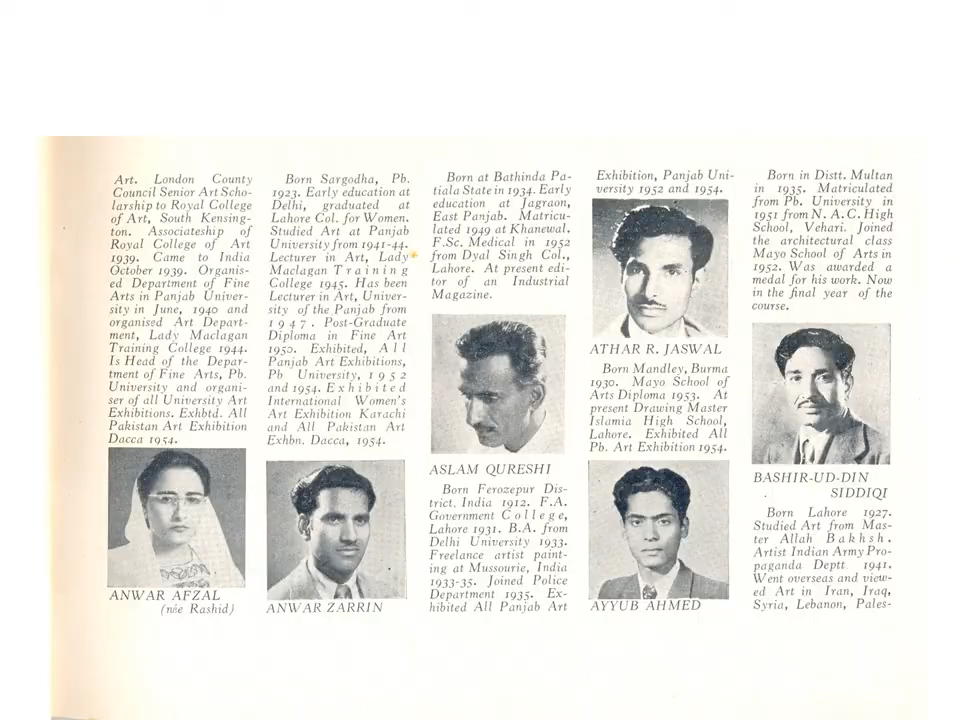 Art. London County
Council Senior Art Scho-
larship to Royal College
of Art, South Kensing-
ton. Associateship of
Royal College of Art
1939. Came to India
October 1939. Organis-
ed Department of Fine
Arts in Panjab Univer-
sity in June, 1940 and
organised Art Depart-
ment, Lady Maclagan
Training College 1944.
Is Head of the Depar-
tment of Fine Arts, Pb.
University and organi-
ser of all University Art
Exhibitions. Exhbtd. All
Pakistan Art Exhibition
Dacca 1954.
ANWAR AFZAL
(née Rashid)
Born Sargodha, Pb.
1923. Early education at
Delhi, graduated at
Lahore Col. for Women.
Studied Art at Panjab
University from 1941-44.
Lecturer in Art, Lady
Maclagan Training
College 1945. Has been
Lecturer in Art, Univer-
sity of the Panjab from
1947. Post-Graduate
Diploma in Fine Art
1950. Exhibited, All
Panjab Art Exhibitions,
Pb University, 1952
and 1954. Exhibited
International Women's
Art Exhibition Karachi
and All Pakistan Art
Exhbn. Dacca, 1954.
ANWAR ZARRIN
Born at Bathinda Pa-
tiala State in 1934. Early
education at Jagraon,
East Panjab. Matricu-
lated 1949 at Khanewal.
F.Sc. Medical in 1952
from Dyal Singh Col.,
Lahore. At present edi-
tor of an Industrial
Magazine.
ASLAM QURESHI
Born Ferozepur Dis-
trict, India 1912. F.A.
Government College,
Lahore 1931. B.A. from
Delhi University 1933.
Freelance artist paint-
ing at Mussourie, India
1933-35. Joined Police
Department 1935. Ex-
hibited All Panjab Art
Exhibition, Panjab Uni-
versity 1952 and 1954.
ATHAR R. JASWAL
Born Mandley, Burma
1930. Mayo School of
Arts Diploma 1953. At
present Drawing Master
Islamia High School,
Lahore. Exhibited All
Pb. Art Exhibition 1954.
AYYUB AHMED
Born in Distt. Multan
in 1935. Matriculated
from Pb. University in
1951 from N. A. C. High
School, Vehari. Joined
the architectural class
Mayo School of Arts in
1952. Was awarded a
medal for his work. Now
in the final year of the
course.
BASHIR-UD-DIN
SIDDIQI
Born Lahore 1927.
Studied Art from Mas-
ter Allah Bakhsh.
Artist Indian Army Pro-
paganda Deptt 1941.
Went overseas and view-
ed Art in Iran, Iraq,
Syria, Lebanon, Pales-